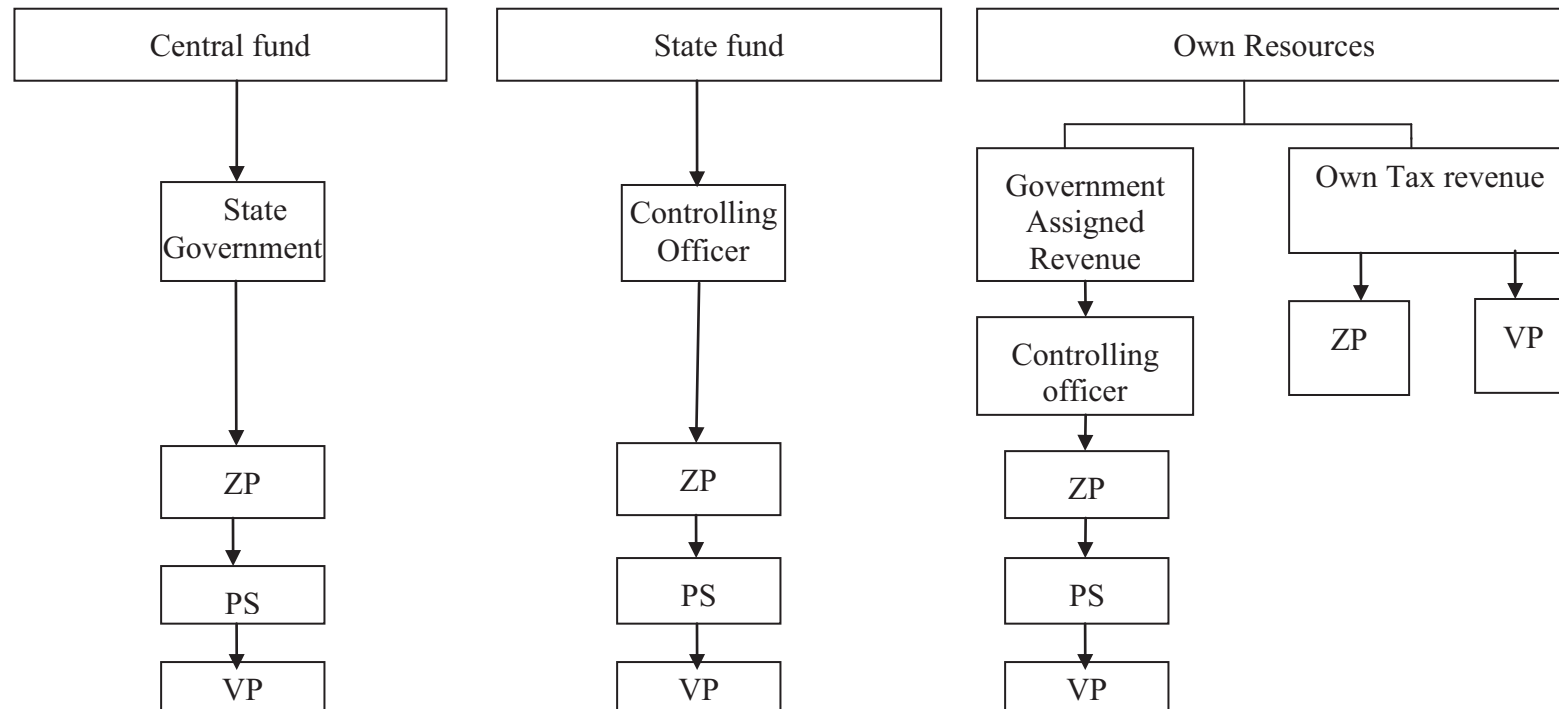 Central fund
State fund
Own Resources
State
Government
Controlling
Officer
Government
Assigned
Revenue
Own Tax revenue
Controlling
officer
ZP
VP
ZP
ZP
ZP
PS
PS
PS
VP
VP
VP